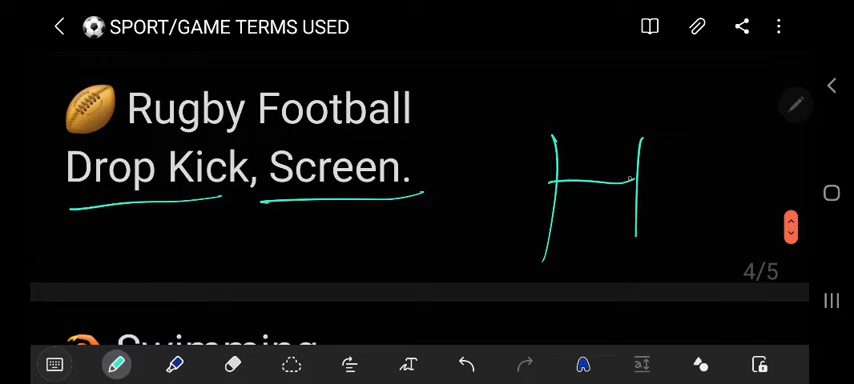 ⚽ SPORT/GAME TERMS USED
🏉 Rugby Football
Drop Kick, Screen.
H
4/5
Swimming